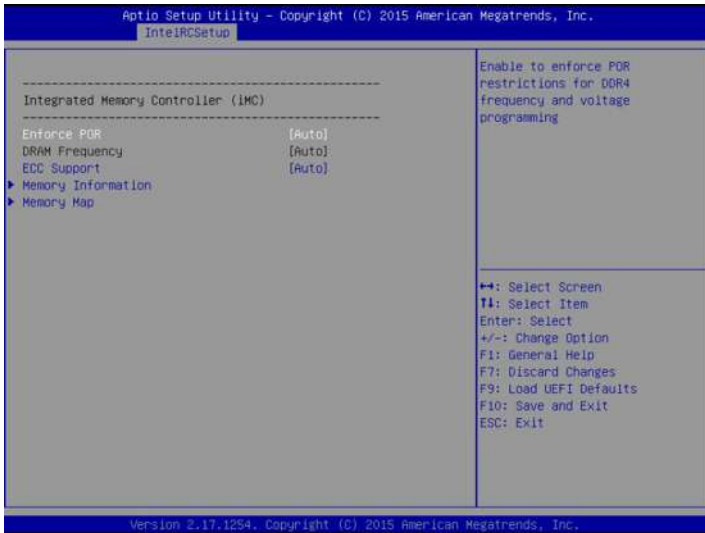 Aptio Setup Utility – Copyright (C) 2015 American Megatrends, Inc.
IntelRCSetup
------------------------------------------------
Integrated Memory Controller (iMC)
------------------------------------------------
Enforce POR [Auto]
DRAM Frequency [Auto]
ECC Support [Auto]
Memory Information
Memory Map
Enable to enforce POR
restrictions for DDR4
frequency and voltage
programming
↔: Select Screen
↑↓: Select Item
Enter: Select
+/-: Change Option
F1: General Help
F7: Discard Changes
F9: Load UEFI Defaults
F10: Save and Exit
ESC: Exit
Version 2.17.1254. Copyright (C) 2015 American Megatrends, Inc.